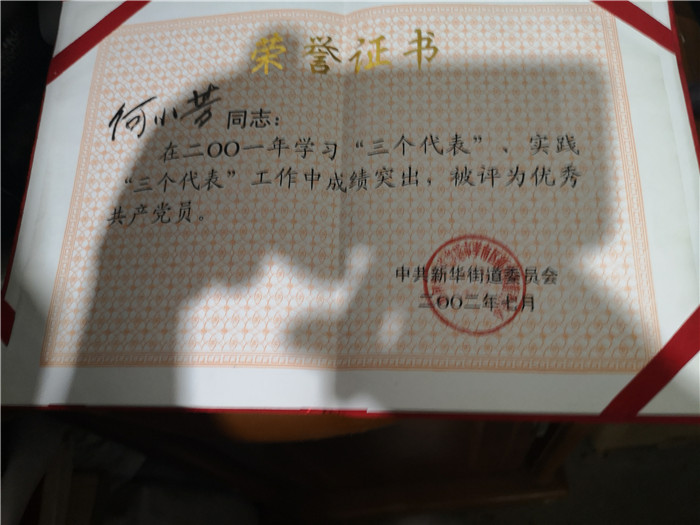 荣誉证书
何小芳 同志：
在二〇〇一年学习“三个代表”、实践
“三个代表”工作中成绩突出，被评为优秀
共产党员。
中共新华街道委员会
二〇〇二年七月